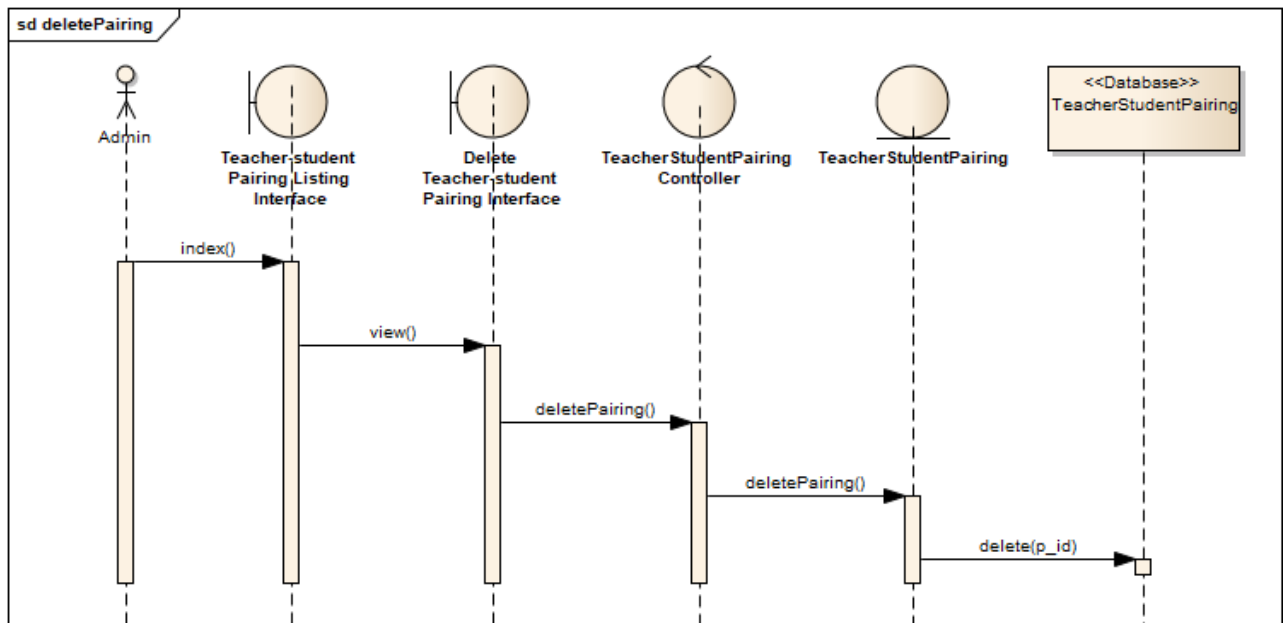 sd deletePairing
Admin
Teacher-student
Pairing Listing
Interface
Delete
Teacher-student
Pairing Interface
TeacherStudentPairing
Controller
TeacherStudentPairing
<<Database>>
TeacherStudentPairing
index()
view()
deletePairing()
deletePairing()
delete(p_id)